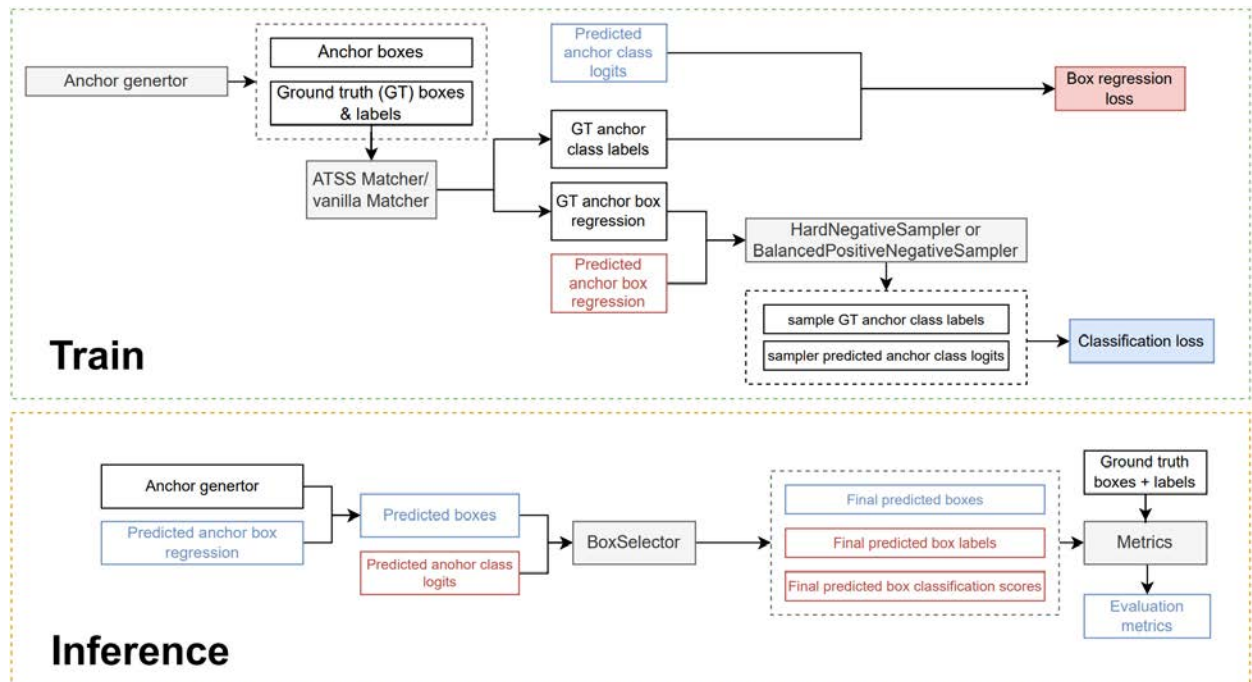 Predicted
anchor class
logits
Anchor boxes
Anchor genertor
Ground truth (GT) boxes
& labels
Box regression
loss
GT anchor
class labels
ATSS Matcher/
vanilla Matcher
GT anchor box
regression
HardNegativeSampler or
BalancedPositiveNegativeSampler
Predicted
anchor box
regression
sample GT anchor class labels
sampler predicted anchor class logits
Classification loss
Train
Anchor genertor
Predicted anchor box
regression
Predicted boxes
Predicted anohor class
logits
BoxSelector
Final predicted boxes
Final predicted box labels
Final predicted box classification scores
Ground truth
boxes + labels
Metrics
Evaluation
metrics
Inference